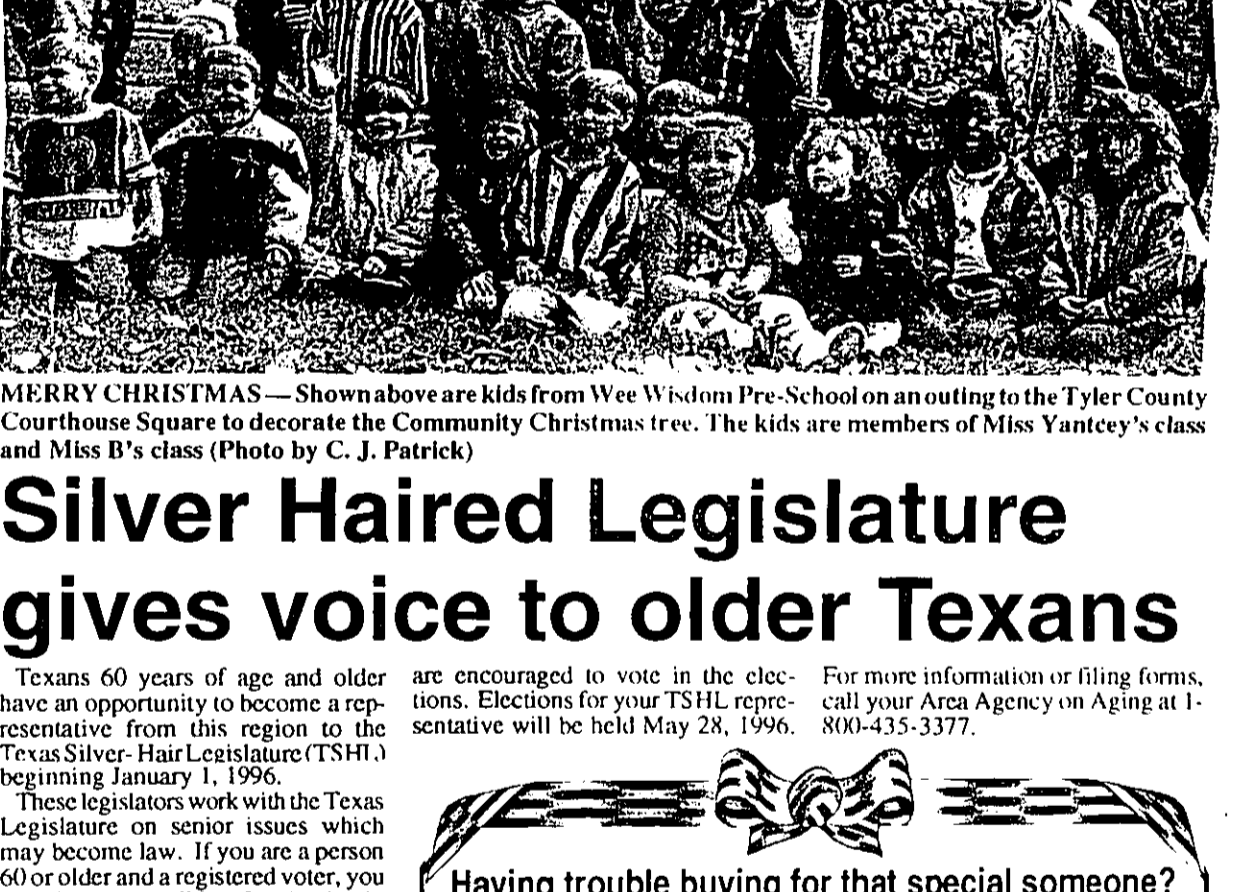 MERRY CHRISTMAS — Shown above are kids from Wee Wisdom Pre-School on an outing to the Tyler County
Courthouse Square to decorate the Community Christmas tree. The kids are members of Miss Yantcey's class
and Miss B's class (Photo by C. J. Patrick)
Silver Haired Legislature
gives voice to older Texans
Texans 60 years of age and older
have an opportunity to become a rep-
resentative from this region to the
Texas Silver- Hair Legislature (TSHL)
beginning January 1, 1996.
These legislators work with the Texas
Legislature on senior issues which
may become law. If you are a person
60 or older and a registered voter, you
are encouraged to vote in the elec-
tions. Elections for your TSHL repre-
sentative will be held May 28, 1996.
For more information or filing forms,
call your Area Agency on Aging at 1-
800-435-3377.
Having trouble buying for that special someone?